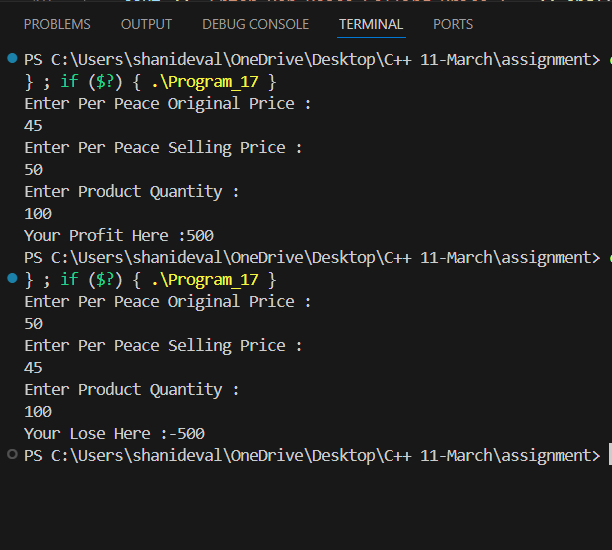 PROBLEMS OUTPUT DEBUG CONSOLE TERMINAL PORTS
PS C:\Users\shanideval\OneDrive\Desktop\C++ 11-March\assignment>
} ; if ($?) { .\Program_17 }
Enter Per Peace Original Price :
45
Enter Per Peace Selling Price :
50
Enter Product Quantity :
100
Your Profit Here :500
PS C:\Users\shanideval\OneDrive\Desktop\C++ 11-March\assignment>
} ; if ($?) { .\Program_17 }
Enter Per Peace Original Price :
50
Enter Per Peace Selling Price :
45
Enter Product Quantity :
100
Your Lose Here :-500
PS C:\Users\shanideval\OneDrive\Desktop\C++ 11-March\assignment>